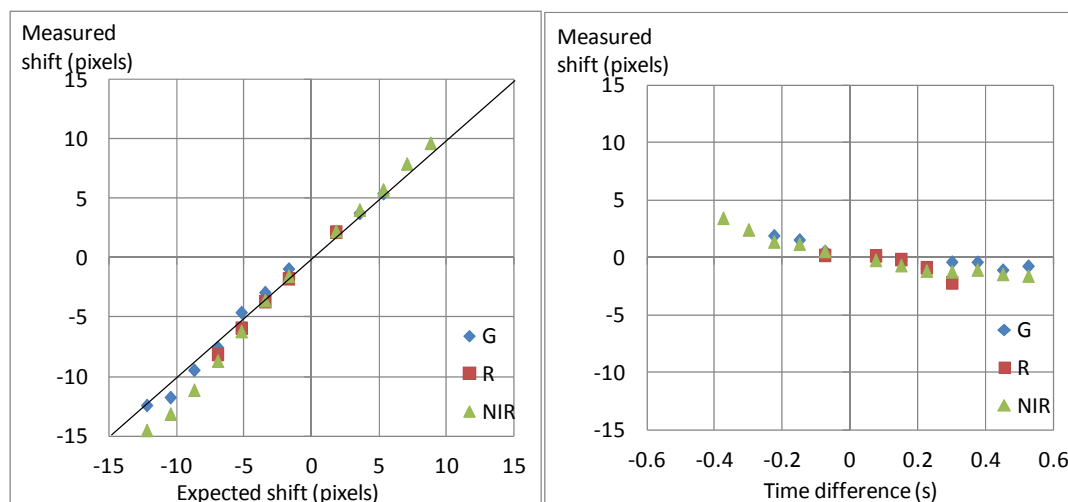 Measured
shift (pixels)
15
10
5
0
-5
-10
-15
-15 -10 -5 0 5 10 15
Expected shift (pixels)
G
R
NIR
Measured
shift (pixels)
15
10
5
0
-5
-10
-15
-0.6 -0.4 -0.2 0 0.2 0.4 0.6
Time difference (s)
G
R
NIR